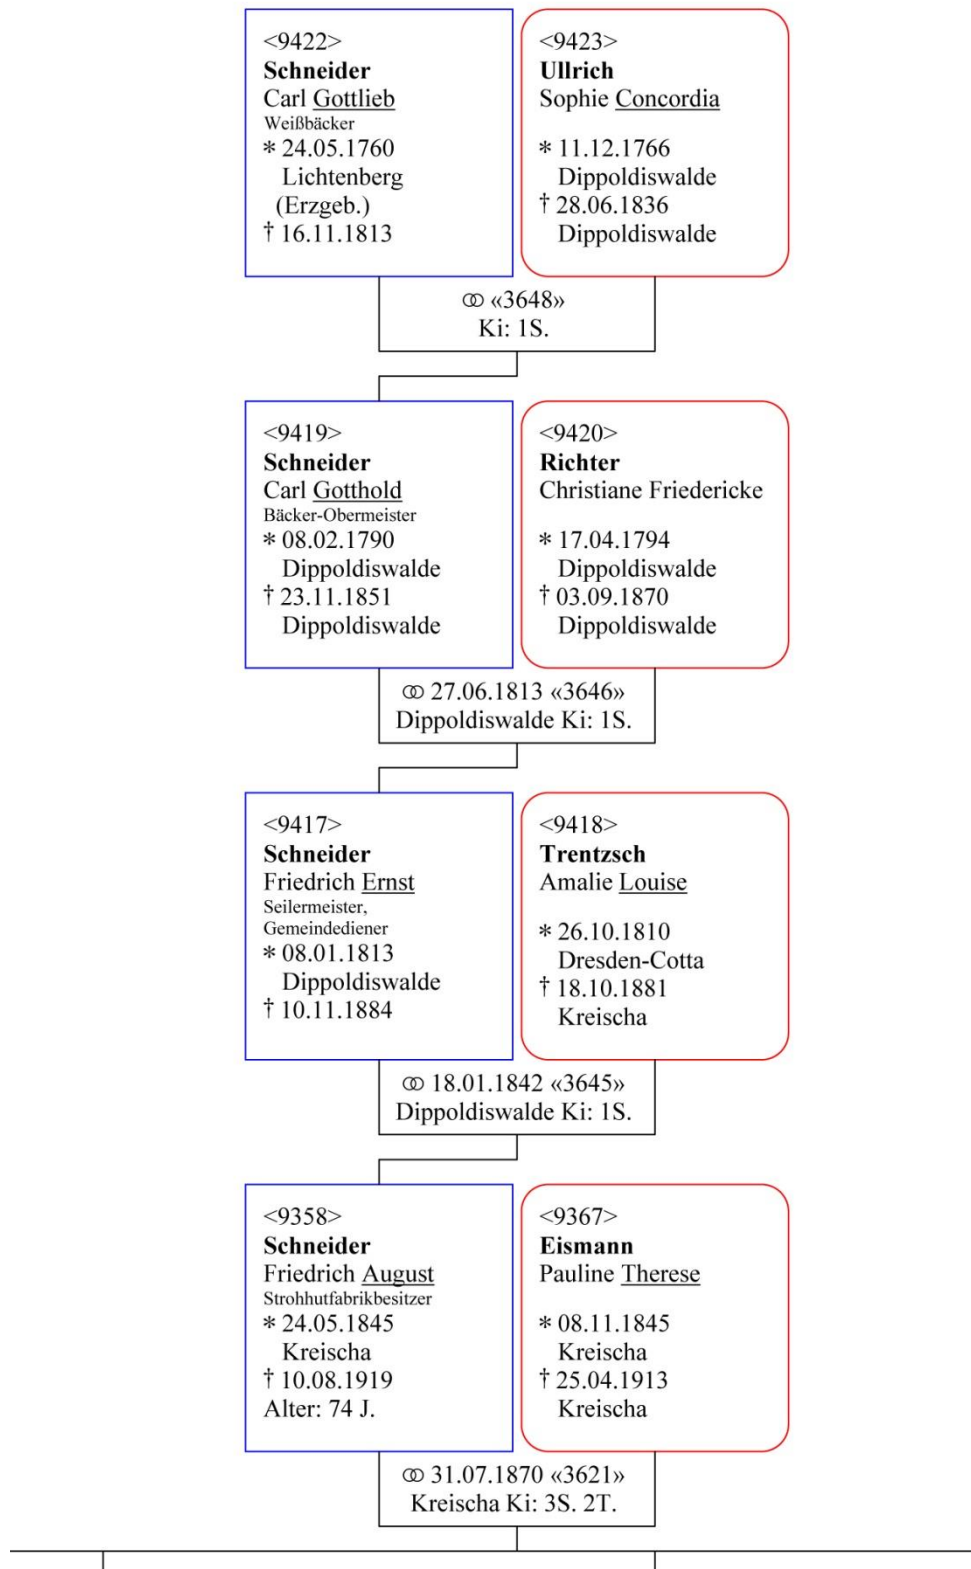 <9422>
Schneider
Carl Gottlieb
Weißbäcker
* 24.05.1760
Lichtenberg
(Erzgeb.)
† 16.11.1813
<9423>
Ullrich
Sophie Concordia
* 11.12.1766
Dippoldiswalde
† 28.06.1836
Dippoldiswalde
⚭ «3648»
Ki: 1S.
<9419>
Schneider
Carl Gotthold
Bäcker-Obermeister
* 08.02.1790
Dippoldiswalde
† 23.11.1851
Dippoldiswalde
<9420>
Richter
Christiane Friedericke
* 17.04.1794
Dippoldiswalde
† 03.09.1870
Dippoldiswalde
⚭ 27.06.1813 «3646»
Dippoldiswalde Ki: 1S.
<9417>
Schneider
Friedrich Ernst
Seilermeister,
Gemeindediener
* 08.01.1813
Dippoldiswalde
† 10.11.1884
<9418>
Trentzsch
Amalie Louise
* 26.10.1810
Dresden-Cotta
† 18.10.1881
Kreischa
⚭ 18.01.1842 «3645»
Dippoldiswalde Ki: 1S.
<9358>
Schneider
Friedrich August
Strohhutfabrikbesitzer
* 24.05.1845
Kreischa
† 10.08.1919
Alter: 74 J.
<9367>
Eismann
Pauline Therese
* 08.11.1845
Kreischa
† 25.04.1913
Kreischa
⚭ 31.07.1870 «3621»
Kreischa Ki: 3S. 2T.